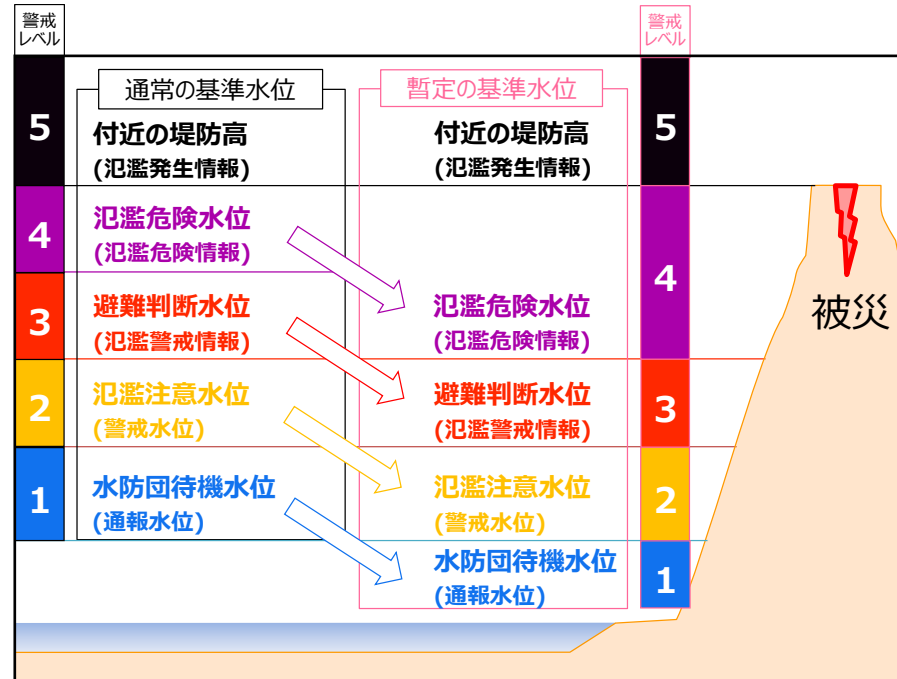 警戒
レベル
通常の基準水位
5
付近の堤防高
(氾濫発生情報)
4
氾濫危険水位
(氾濫危険情報)
3
避難判断水位
(氾濫警戒情報)
2
氾濫注意水位
(警戒水位)
1
水防団待機水位
(通報水位)
警戒
レベル
暫定の基準水位
付近の堤防高
(氾濫発生情報)
5
氾濫危険水位
(氾濫危険情報)
4
避難判断水位
(氾濫警戒情報)
3
氾濫注意水位
(警戒水位)
2
水防団待機水位
(通報水位)
1
被災